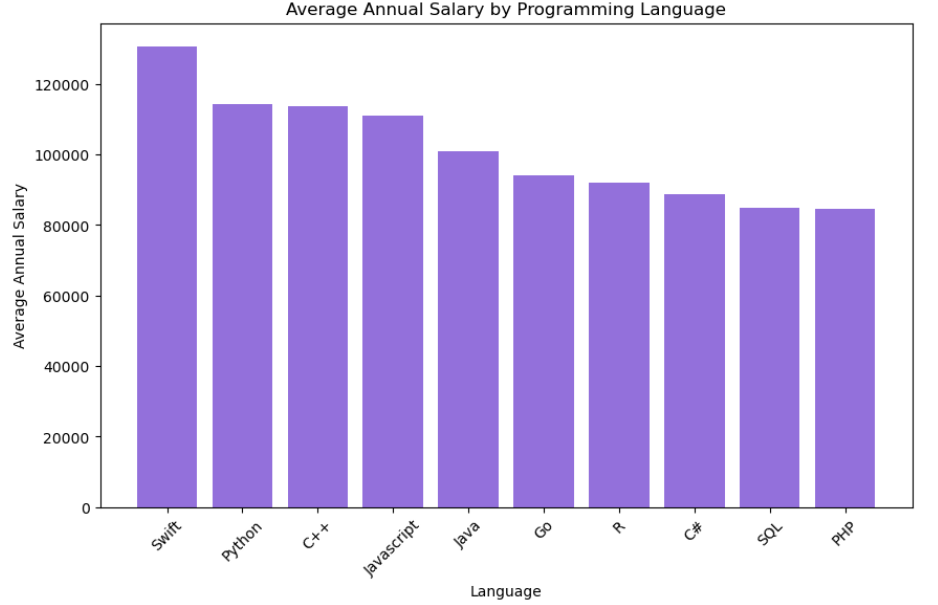 Average Annual Salary by Programming Language
Average Annual Salary
120000
100000
80000
60000
40000
20000
0
Swift
Python
C++
Javascript
Java
Go
R
C#
SQL
PHP
Language